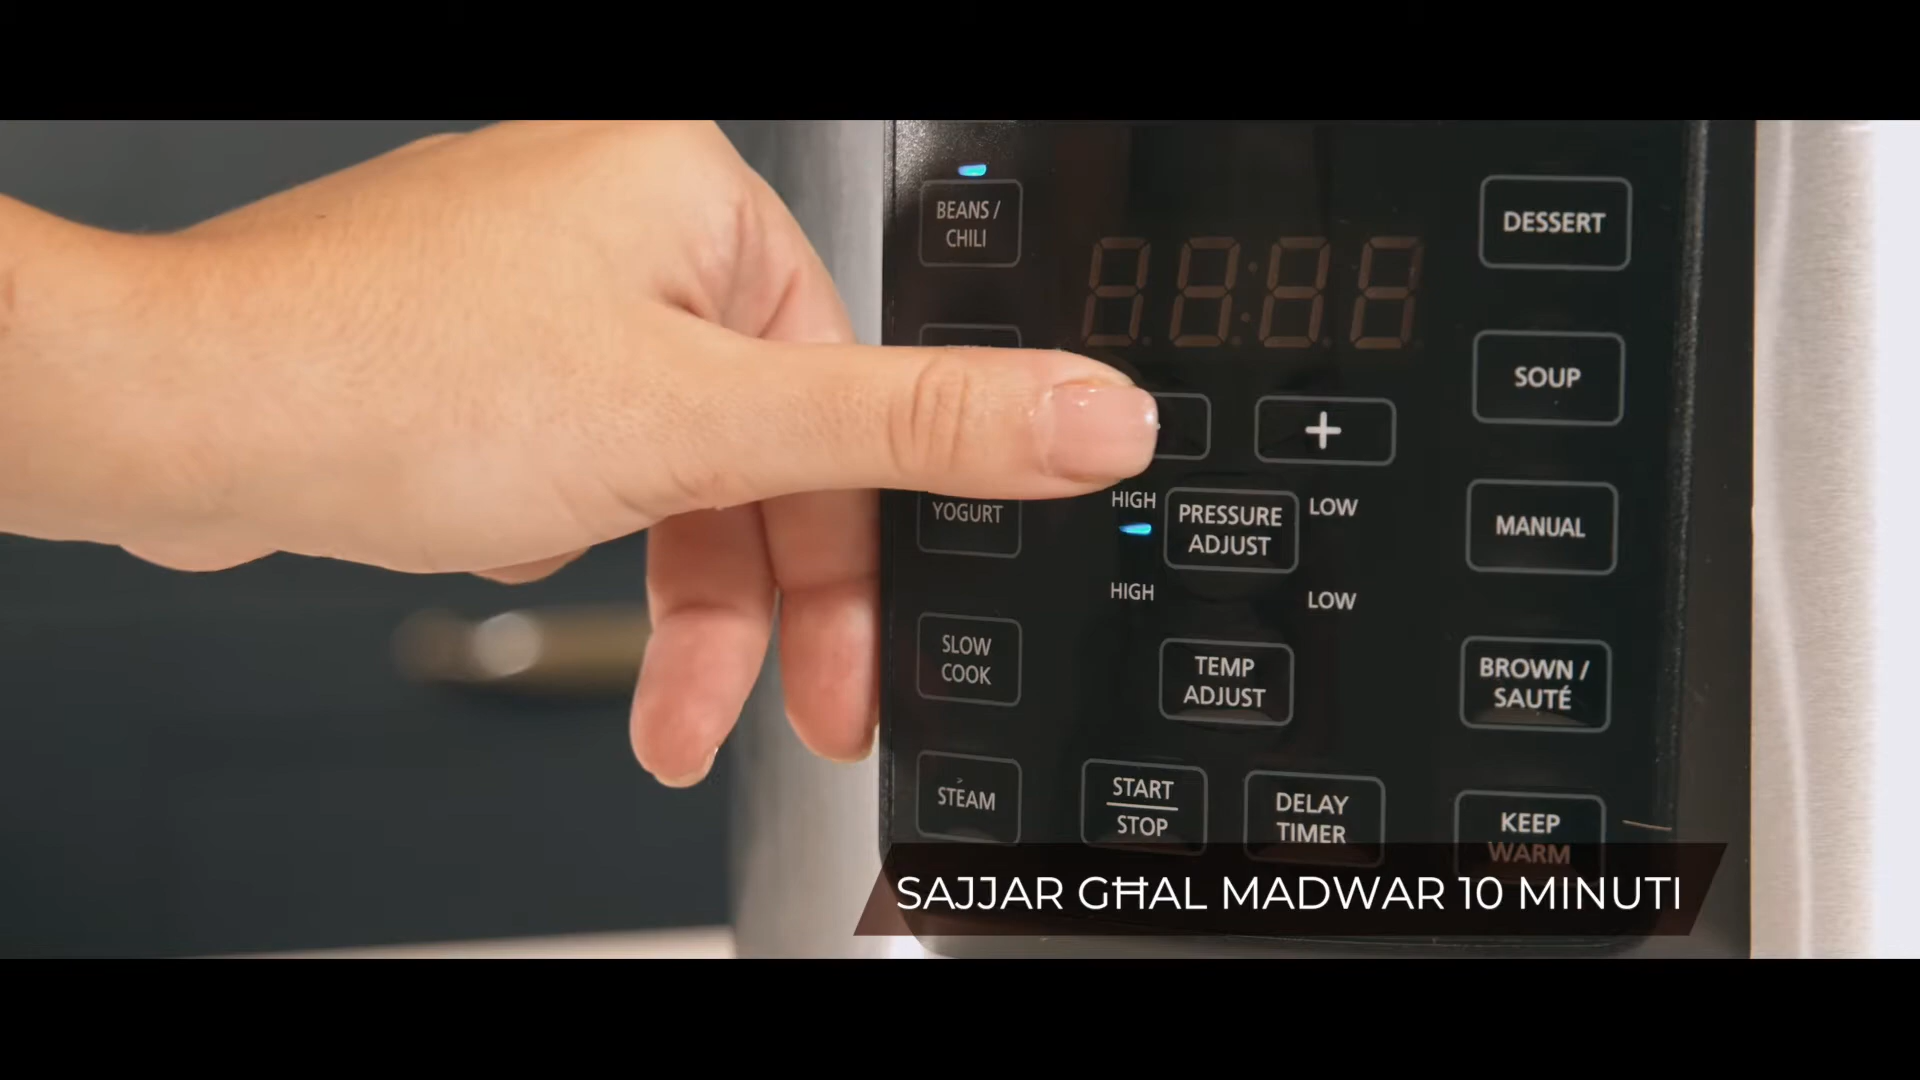 BEANS /
CHILI
DESSERT
SOUP
+
HIGH
LOW
YOGURT
PRESSURE
ADJUST
MANUAL
HIGH
LOW
SLOW
COOK
TEMP
ADJUST
BROWN /
SAUTÉ
STEAM
START
STOP
DELAY
TIMER
KEEP
WARM
SAJJAR GĦAL MADWAR 10 MINUTI